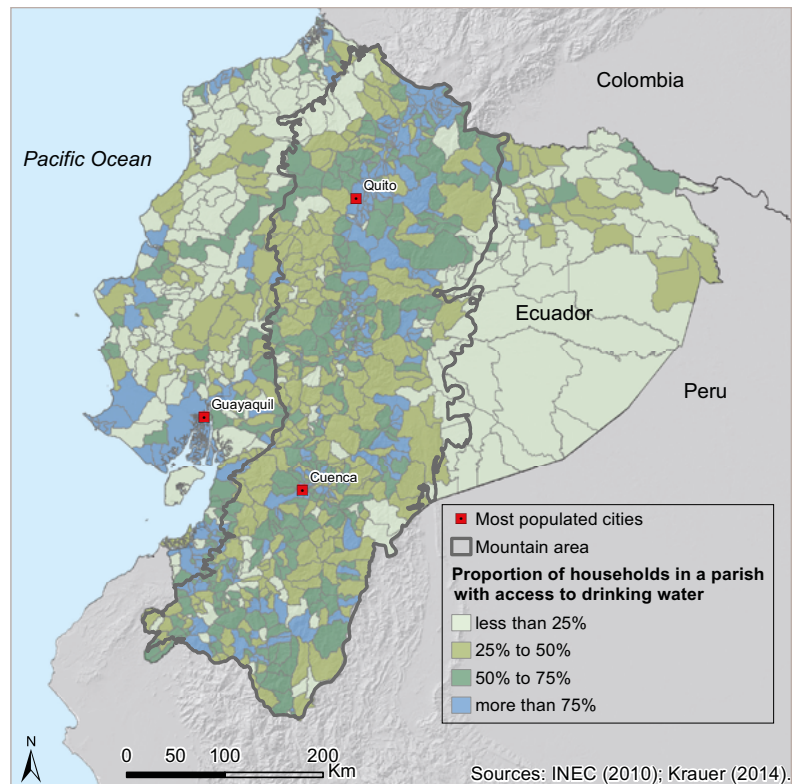 Colombia
Pacific Ocean
Quito
Ecuador
Peru
Guayaquil
Cuenca
Most populated cities
Mountain area
Proportion of households in a parish
with access to drinking water
less than 25%
25% to 50%
50% to 75%
more than 75%
N
0 50 100 200
Km
Sources: INEC (2010); Krauer (2014).